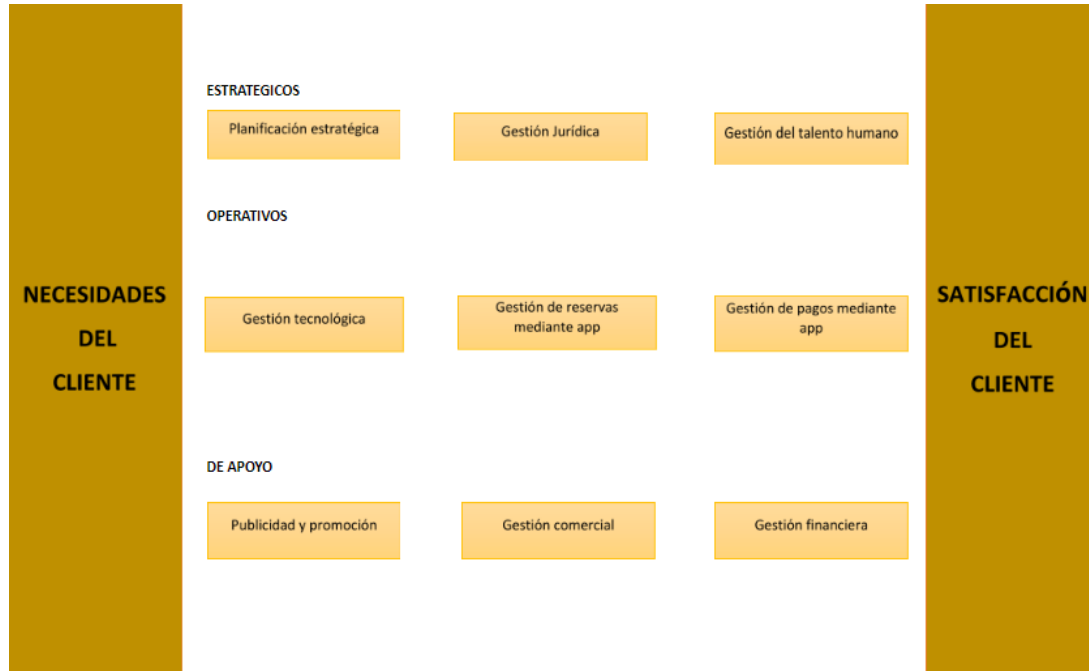 NECESIDADES
DEL
CLIENTE
ESTRATEGICOS
Planificación estratégica
Gestión Jurídica
Gestión del talento humano
OPERATIVOS
Gestión tecnológica
Gestión de reservas
mediante app
Gestión de pagos mediante
app
DE APOYO
Publicidad y promoción
Gestión comercial
Gestión financiera
SATISFACCIÓN
DEL
CLIENTE